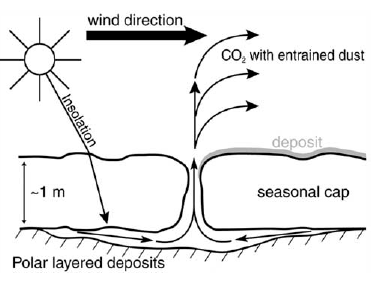 wind direction
CO₂ with entrained dust
Insolation
deposit
~1 m
seasonal cap
Polar layered deposits